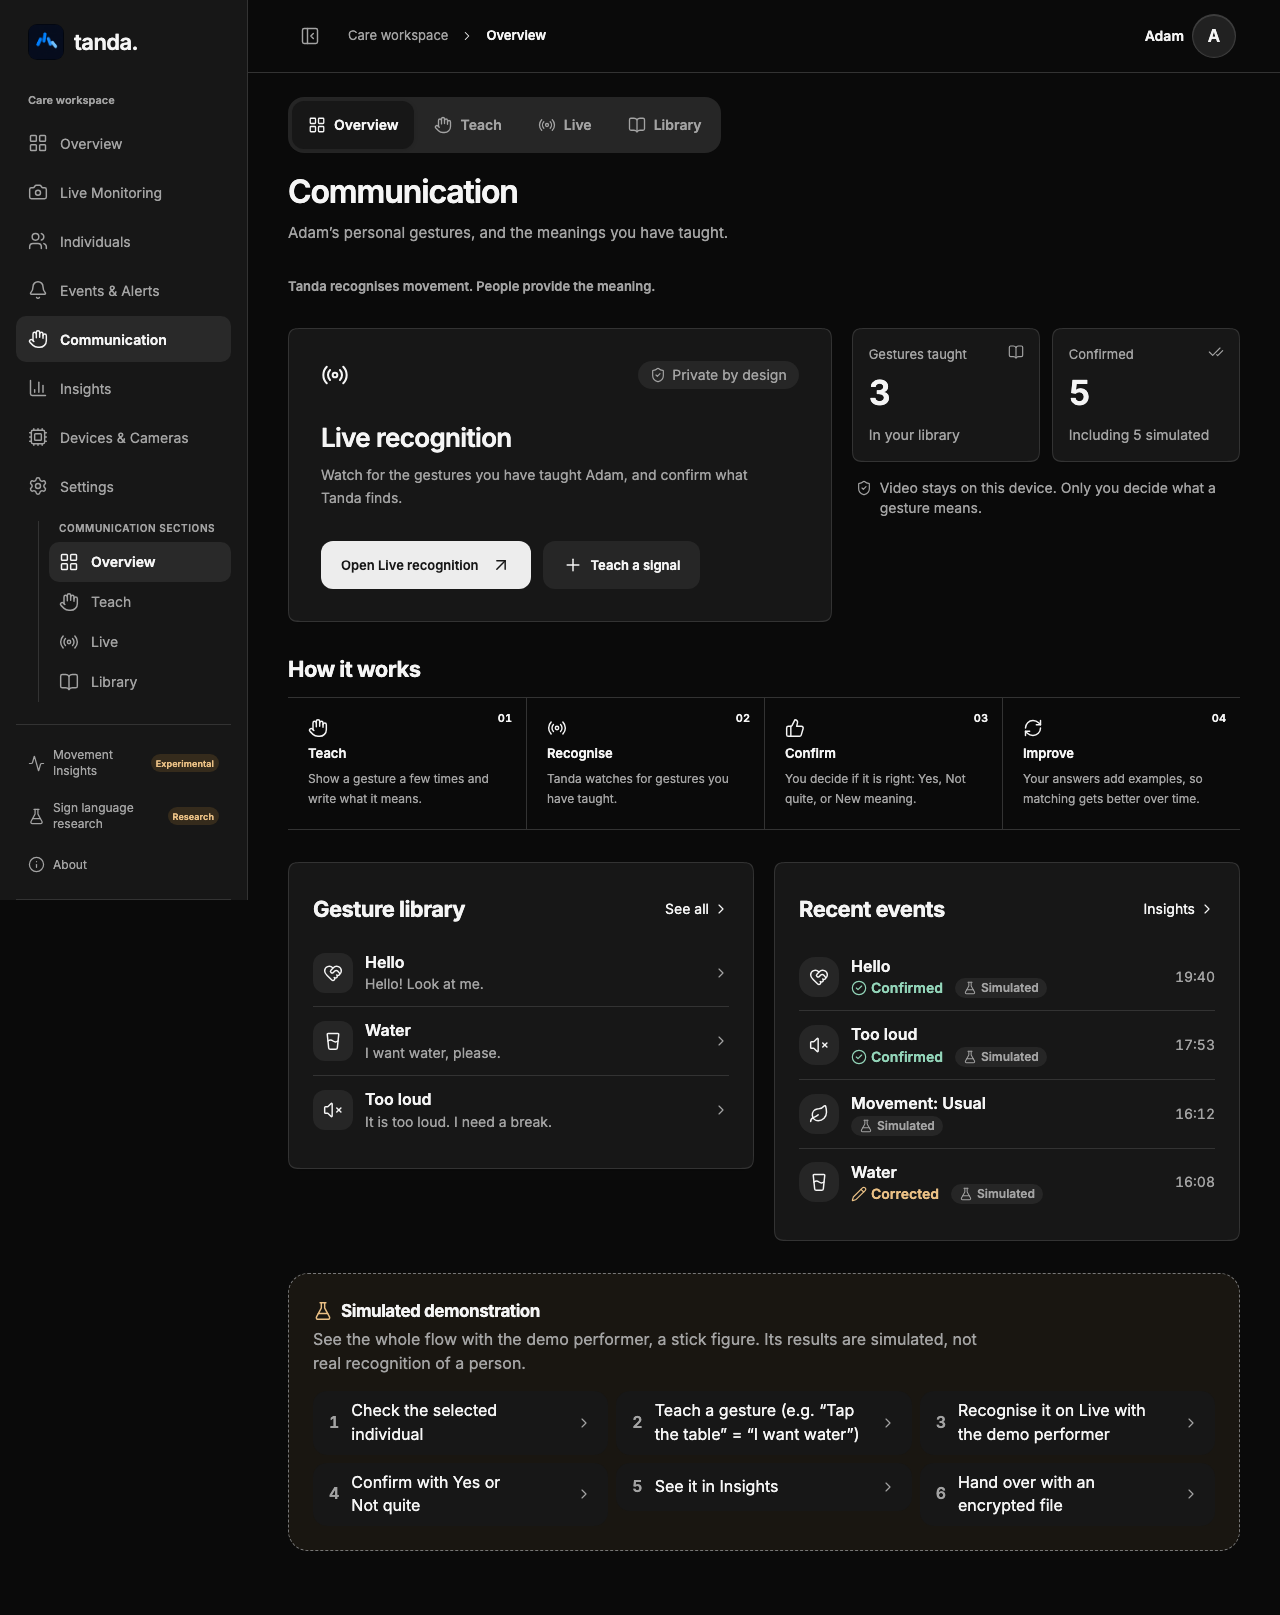 tanda.
Care workspace
Overview
Live Monitoring
Individuals
Events & Alerts
Communication
Insights
Devices & Cameras
Settings
COMMUNICATION SECTIONS
Overview
Teach
Live
Library
Movement
Insights
Experimental
Sign language
research
Research
About
Care workspace
Overview
Adam
A
Overview
Teach
Live
Library
Communication
Adam’s personal gestures, and the meanings you have taught.
Tanda recognises movement. People provide the meaning.
Private by design
Live recognition
Watch for the gestures you have taught Adam, and confirm what
Tanda finds.
Open Live recognition
Teach a signal
Gestures taught
3
In your library
Confirmed
5
Including 5 simulated
Video stays on this device. Only you decide what a
gesture means.
How it works
01
Teach
Show a gesture a few times and
write what it means.
02
Recognise
Tanda watches for gestures you
have taught.
03
Confirm
You decide if it is right: Yes, Not
quite, or New meaning.
04
Improve
Your answers add examples, so
matching gets better over time.
Gesture library
See all
Hello
Hello! Look at me.
Water
I want water, please.
Too loud
It is too loud. I need a break.
Recent events
Insights
Hello
Confirmed
Simulated
19:40
Too loud
Confirmed
Simulated
17:53
Movement: Usual
Simulated
16:12
Water
Corrected
Simulated
16:08
Simulated demonstration
See the whole flow with the demo performer, a stick figure. Its results are simulated, not
real recognition of a person.
1
Check the selected
individual
2
Teach a gesture (e.g. “Tap
the table” = “I want water”)
3
Recognise it on Live with
the demo performer
4
Confirm with Yes or
Not quite
5
See it in Insights
6
Hand over with an
encrypted file